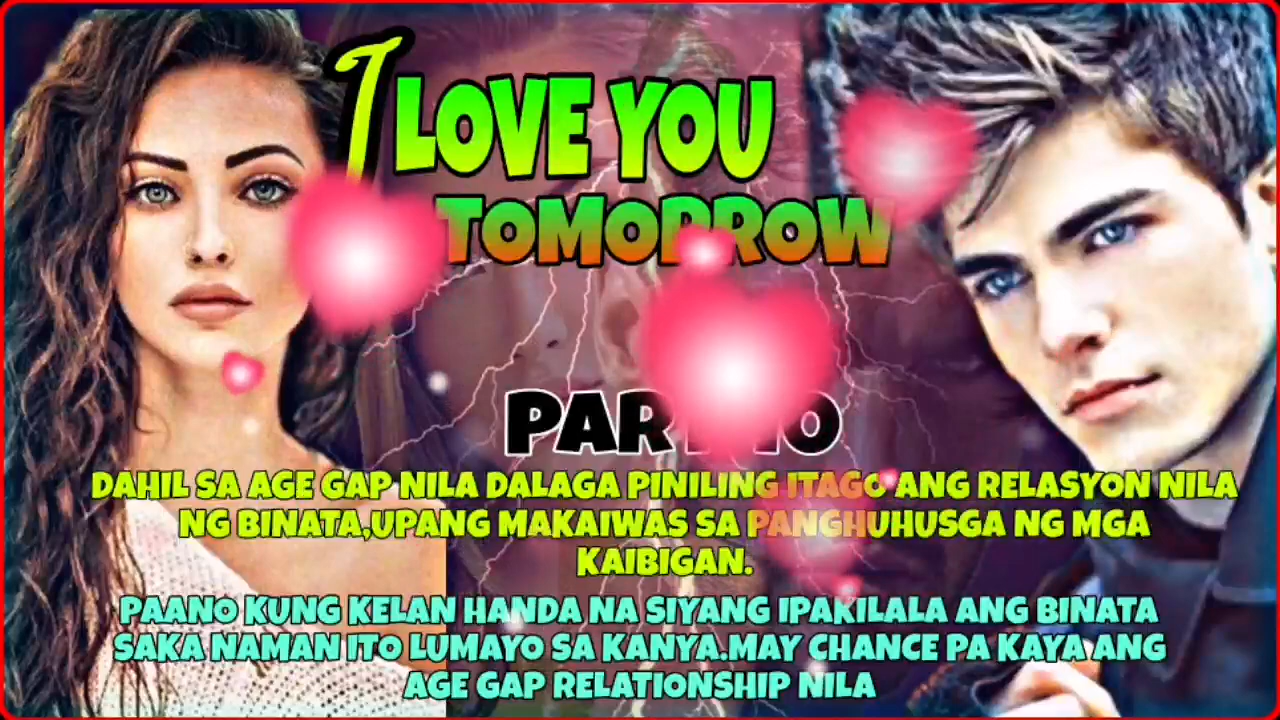 I LOVE YOU
TOMORROW
PART 10
DAHIL SA AGE GAP NILA DALAGA PINILING ITAGO ANG RELASYON NILA
NG BINATA,UPANG MAKAIWAS SA PANGHUHUSGA NG MGA
KAIBIGAN.
PAANO KUNG KELAN HANDA NA SIYANG IPAKILALA ANG BINATA
SAKA NAMAN ITO LUMAYO SA KANYA.MAY CHANCE PA KAYA ANG
AGE GAP RELATIONSHIP NILA